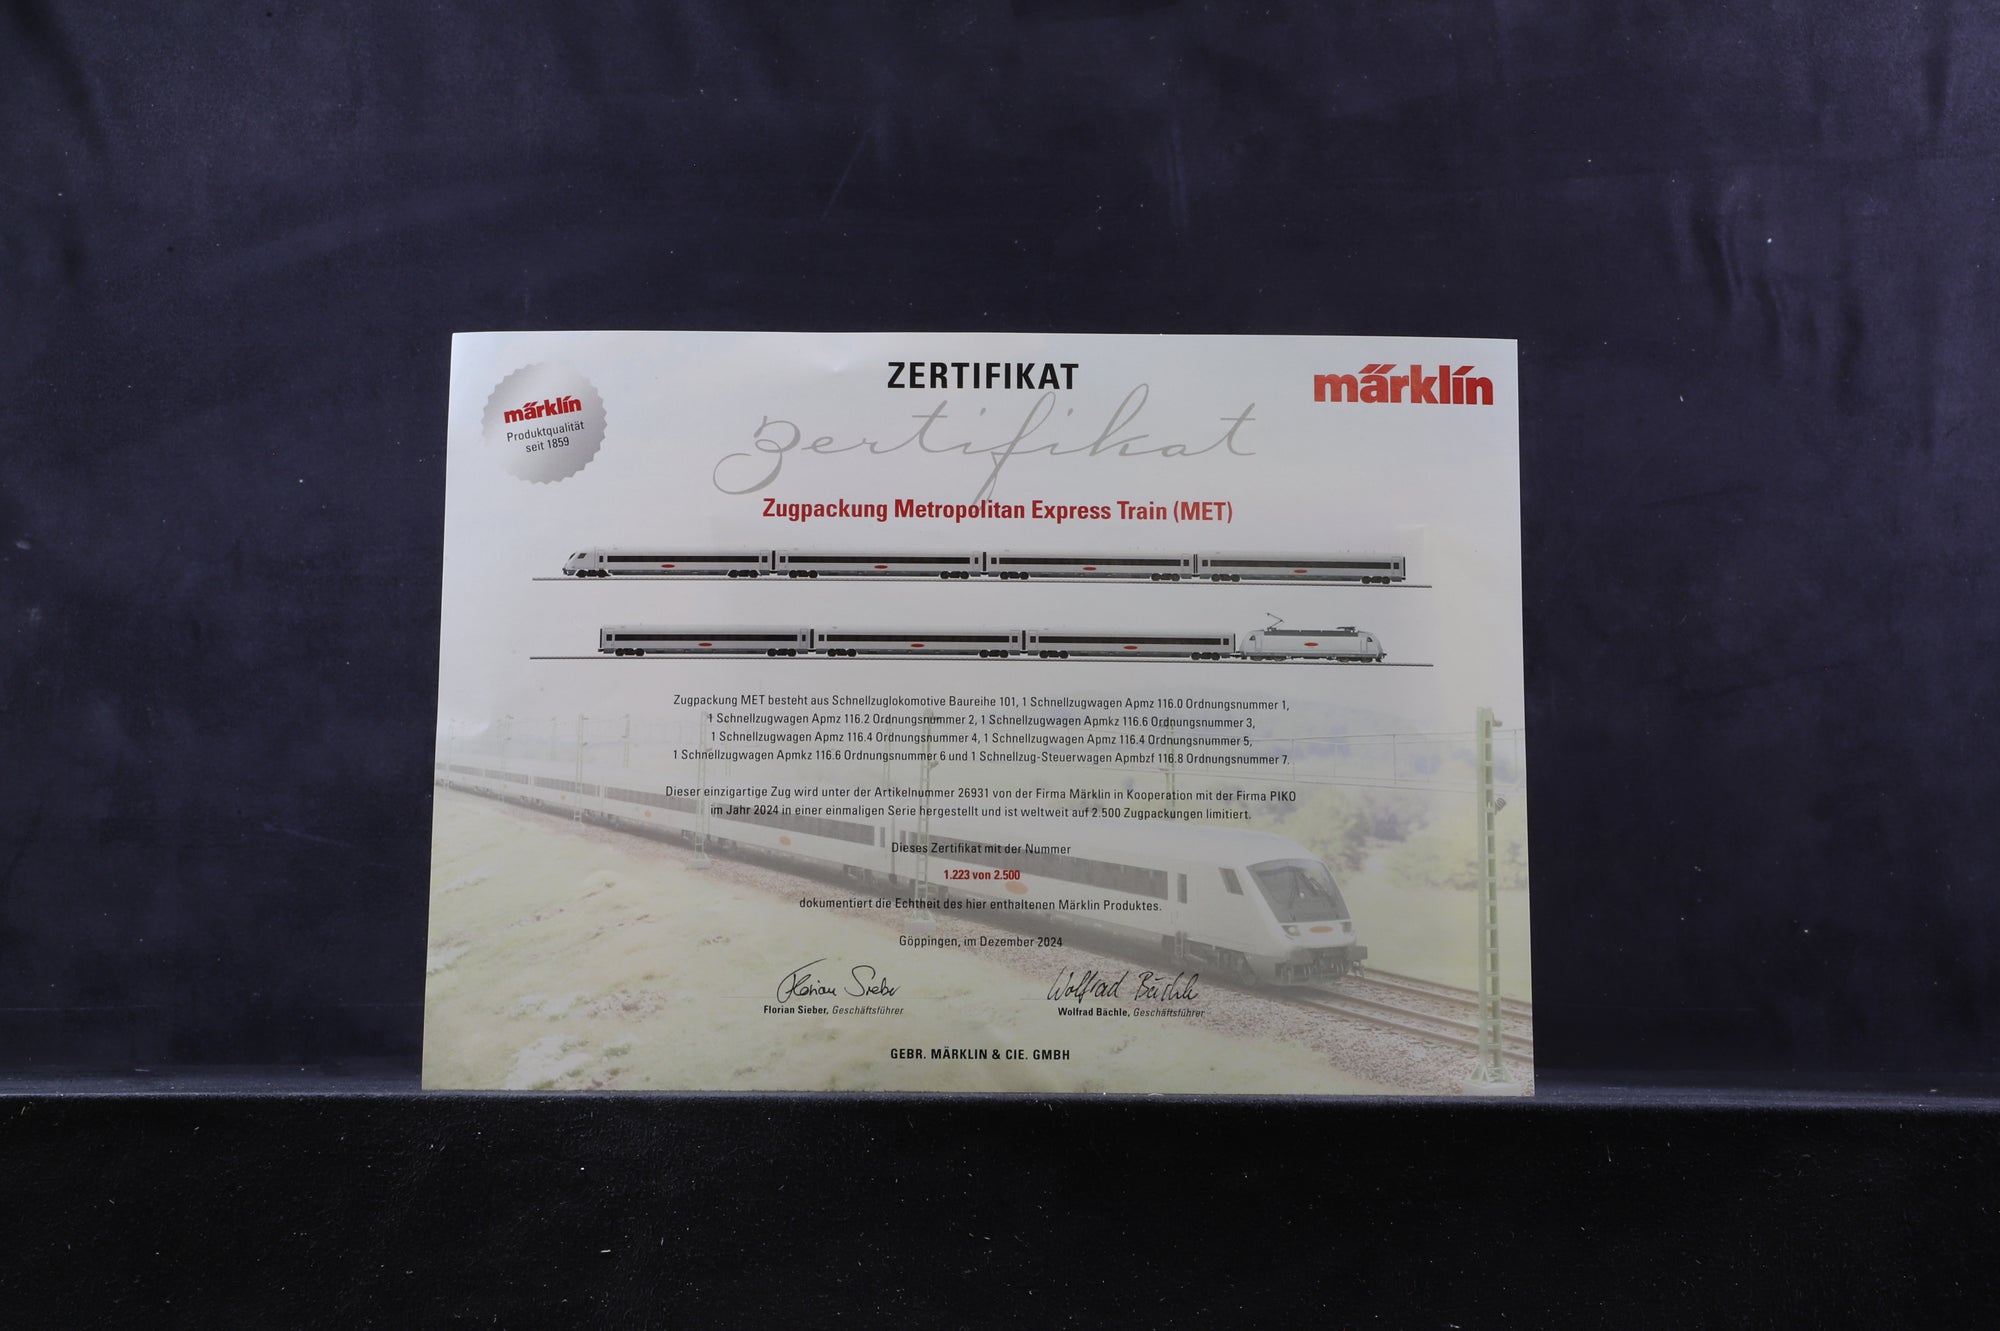 ZERTIFIKAT
märklin
märklin
Produktqualität
seit 1859
Zertifikat
Zugpackung Metropolitan Express Train (MET)
Zugpackung MET besteht aus Schnellzuglokomotive Baureihe 101, 1 Schnellzugwagen Apmz 116.0 Ordnungsnummer 1,
1 Schnellzugwagen Apmz 116.2 Ordnungsnummer 2, 1 Schnellzugwagen Apmkz 116.6 Ordnungsnummer 3,
1 Schnellzugwagen Apmz 116.4 Ordnungsnummer 4, 1 Schnellzugwagen Apmz 116.4 Ordnungsnummer 5,
1 Schnellzugwagen Apmkz 116.6 Ordnungsnummer 6 und 1 Schnellzug-Steuerwagen Apmbzf 116.8 Ordnungsnummer 7.
Dieser einzigartige Zug wird unter der Artikelnummer 26931 von der Firma Märklin in Kooperation mit der Firma PIKO
im Jahr 2024 in einer einmaligen Serie hergestellt und ist weltweit auf 2.500 Zugpackungen limitiert.
Dieses Zertifikat mit der Nummer
1.223 von 2.500
dokumentiert die Echtheit des hier enthaltenen Märklin Produktes.
Göppingen, im Dezember 2024
Florian Sieber Wolfrad Bächle
Florian Sieber, Geschäftsführer Wolfrad Bächle, Geschäftsführer
GEBR. MÄRKLIN & CIE. GMBH